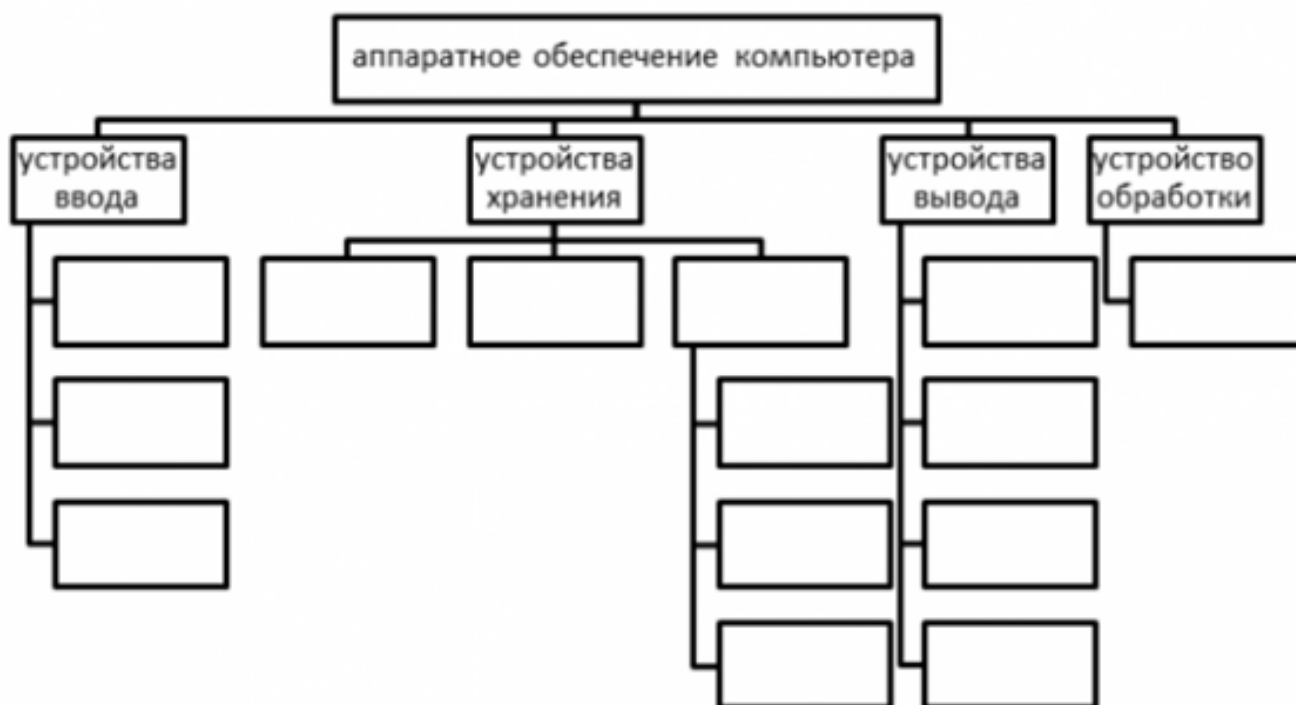 аппаратное обеспечение компьютера
устройства
ввода
устройства
хранения
устройства
вывода
устройство
обработки